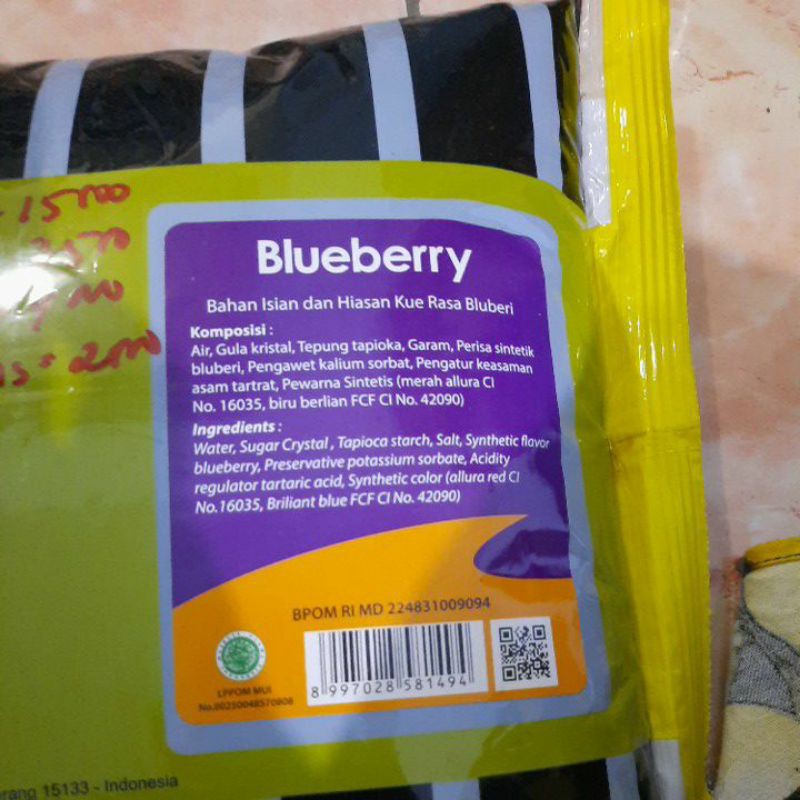 15
Blueberry
Bahan Isian dan Hiasan Kue Rasa Bluberi
Komposisi :
Air, Gula kristal, Tepung tapioka, Garam, Perisa sintetik
bluberi, Pengawet kalium sorbat, Pengatur keasaman
asam tartrat, Pewarna Sintetis (merah allura CI
No. 16035, biru berlian FCF CI No. 42090)
Ingredients :
Water, Sugar Crystal , Tapioca starch, Salt, Synthetic flavor
blueberry, Preservative potassium sorbate, Acidity
regulator tartaric acid, Synthetic color (allura red CI
No.16035, Briliant blue FCF CI No. 42090)
BPOM RI MD 224831009094
LPPOM MUI
No.00250048570808
8 997028 581494
15133 - Indonesia